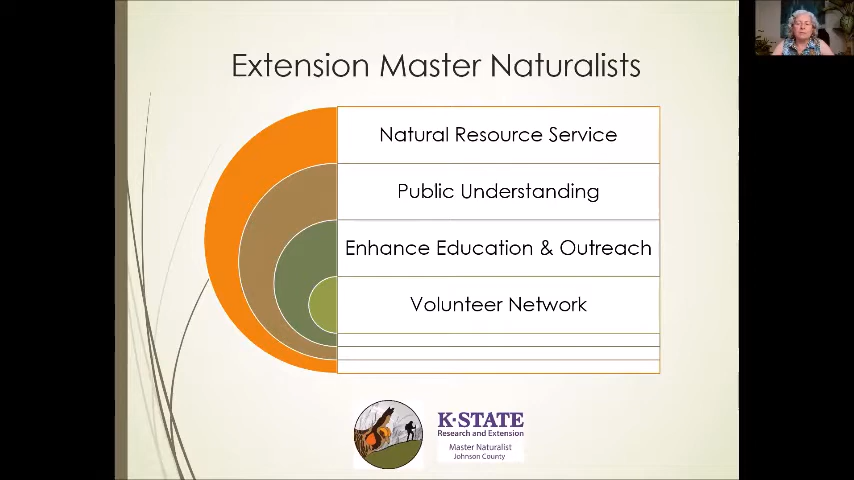 Extension Master Naturalists
Natural Resource Service
Public Understanding
Enhance Education & Outreach
Volunteer Network
K-STATE
Research and Extension
Master Naturalist
Johnson County